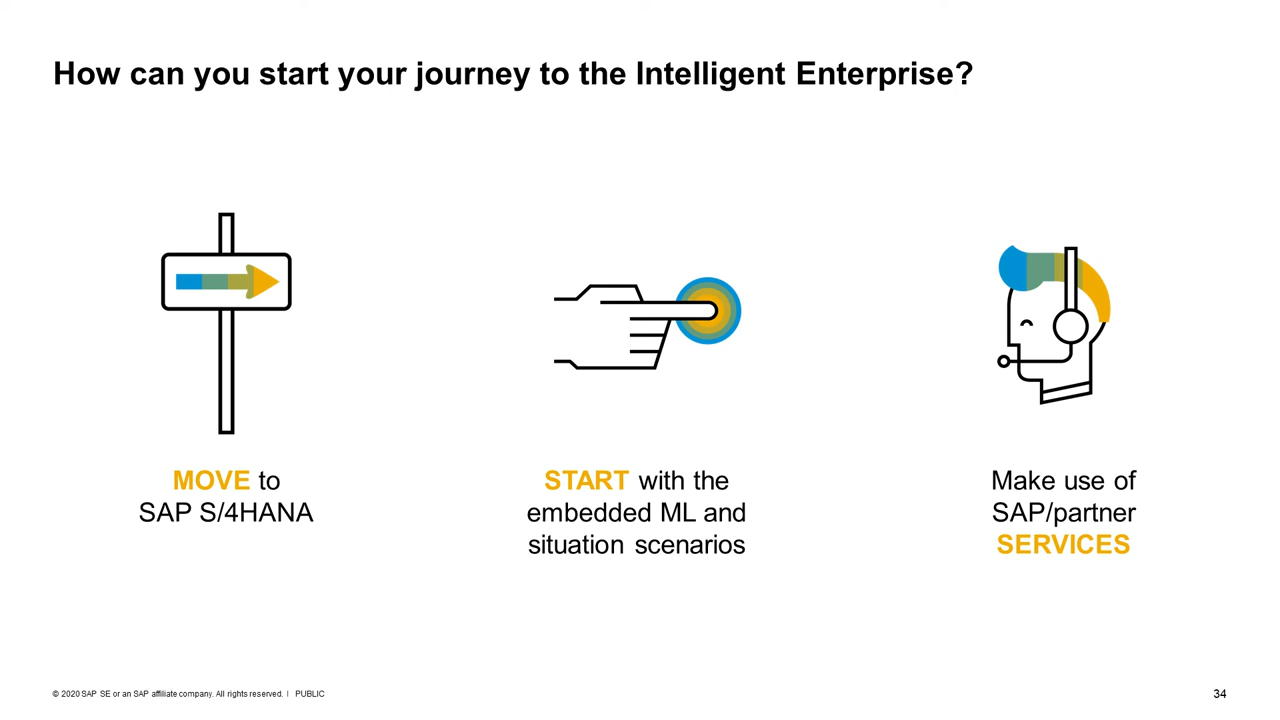 How can you start your journey to the Intelligent Enterprise?
MOVE to
SAP S/4HANA
START with the
embedded ML and
situation scenarios
Make use of
SAP/partner
SERVICES
© 2020 SAP SE or an SAP affiliate company. All rights reserved. | PUBLIC
34